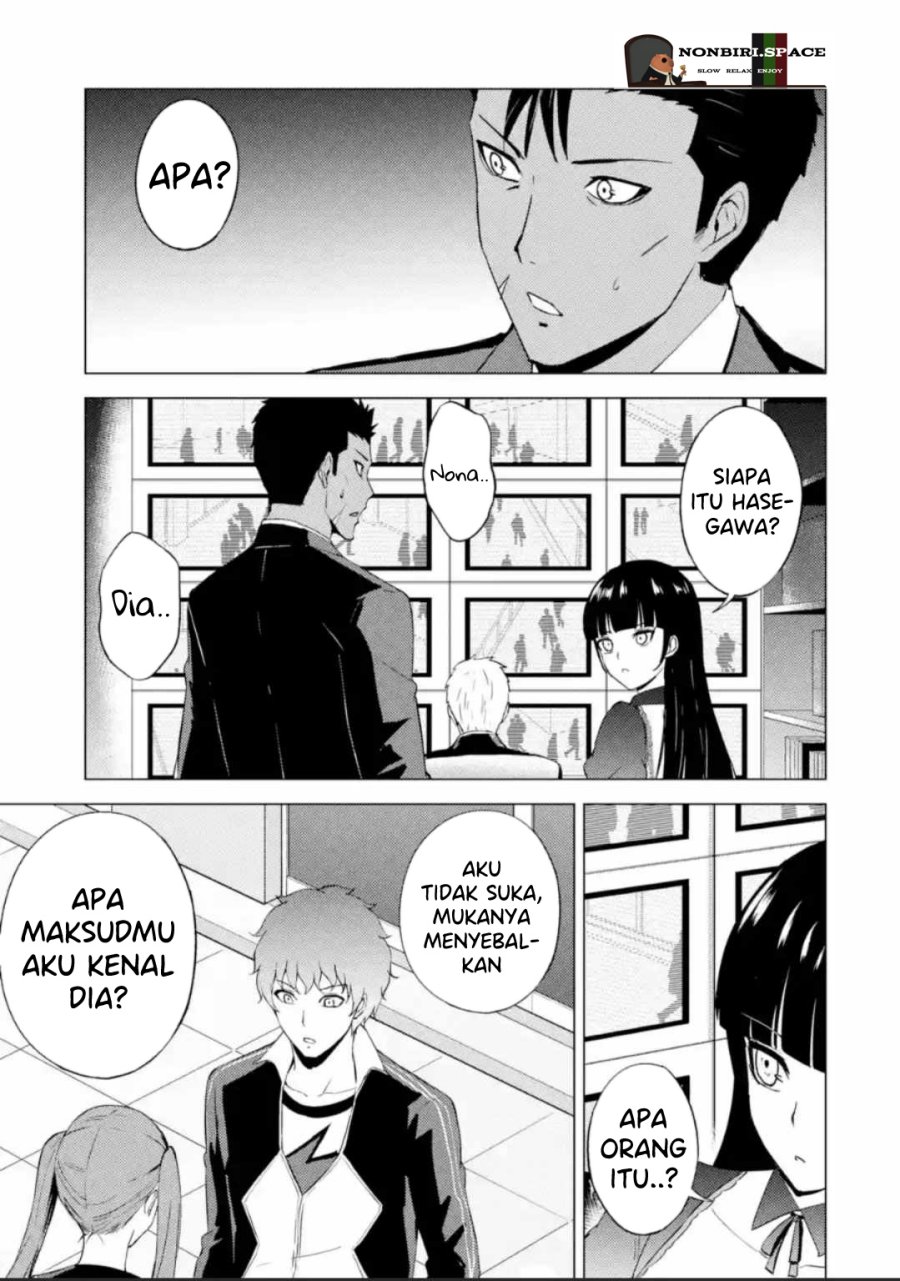 NONBIRI.SPACE
SLOW RELAX ENJOY
APA?
SIAPA
ITU HASE-
GAWA?
Nona..
Dia..
APA
ORANG
ITU..?
AKU
TIDAK SUKA,
MUKANYA
MENYEBAL-
KAN
APA
MAKSUDMU
AKU KENAL
DIA?